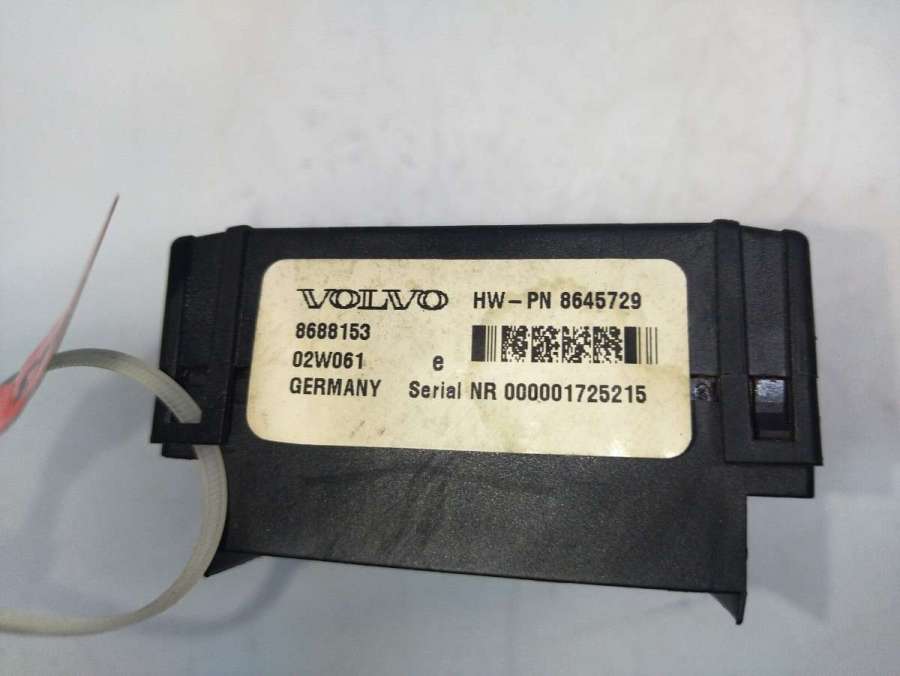 VOLVO HW-PN 8645729
8688153
02W061 e
GERMANY Serial NR 000001725215